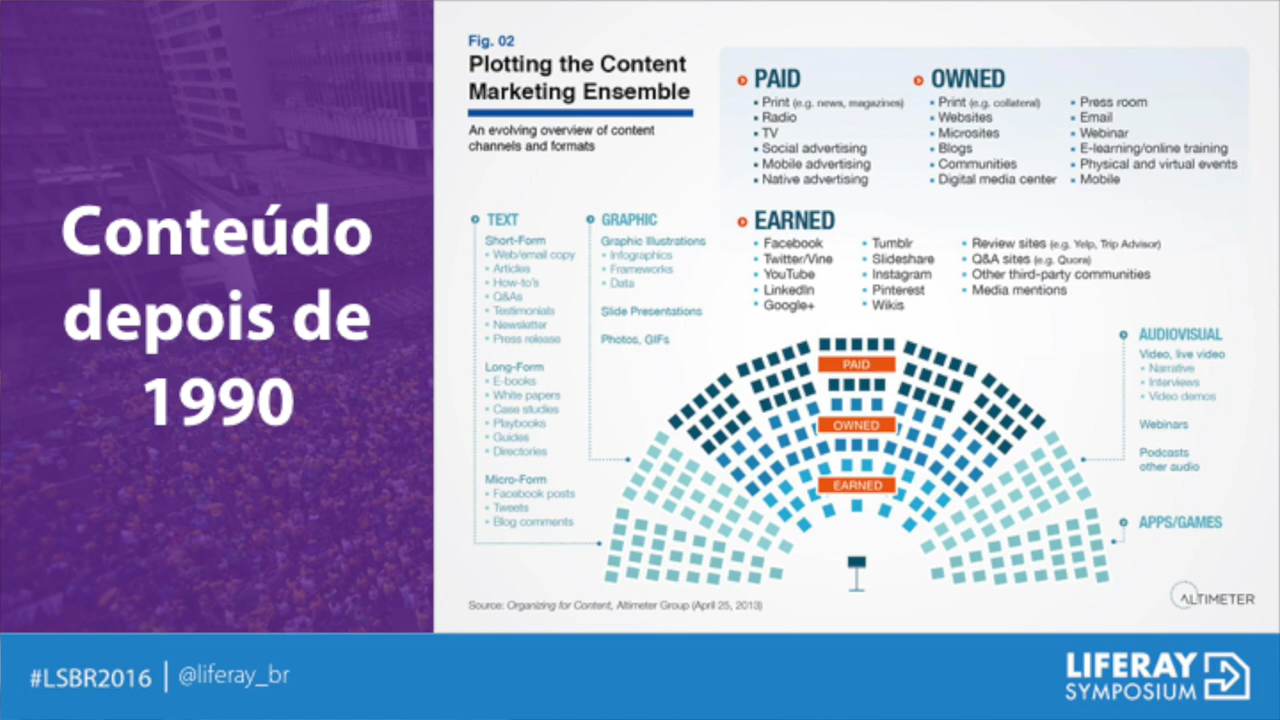 Conteúdo
depois de
1990
Fig. 02
Plotting the Content
Marketing Ensemble
An evolving overview of content
channels and formats
PAID
Print (e.g. news, magazines)
Radio
TV
Social advertising
Mobile advertising
Native advertising
OWNED
Print (e.g. collateral)
Websites
Microsites
Blogs
Communities
Digital media center
Press room
Email
Webinar
E-learning/online training
Physical and virtual events
Mobile
EARNED
Facebook
Twitter/Vine
YouTube
LinkedIn
Google+
Tumblr
Slideshare
Instagram
Pinterest
Wikis
Review sites (e.g. Yelp, Trip Advisor)
Q&A sites (e.g. Quora)
Other third-party communities
Media mentions
TEXT
Short-Form
Web/email copy
Articles
How-to's
Q&As
Testimonials
Newsletter
Press release
Long-Form
E-books
White papers
Case studies
Playbooks
Guides
Directories
Micro-Form
Facebook posts
Tweets
Blog comments
GRAPHIC
Graphic Illustrations
Infographics
Frameworks
Data
Slide Presentations
Photos, GIFs
PAID
OWNED
EARNED
AUDIOVISUAL
Video, live video
Narrative
Interviews
Video demos
Webinars
Podcasts
other audio
APPS/GAMES
Source: Organizing for Content, Altimeter Group (April 25, 2013)
ALTIMETER
#LSBR2016 | @liferay_br
LIFERAY
SYMPOSIUM